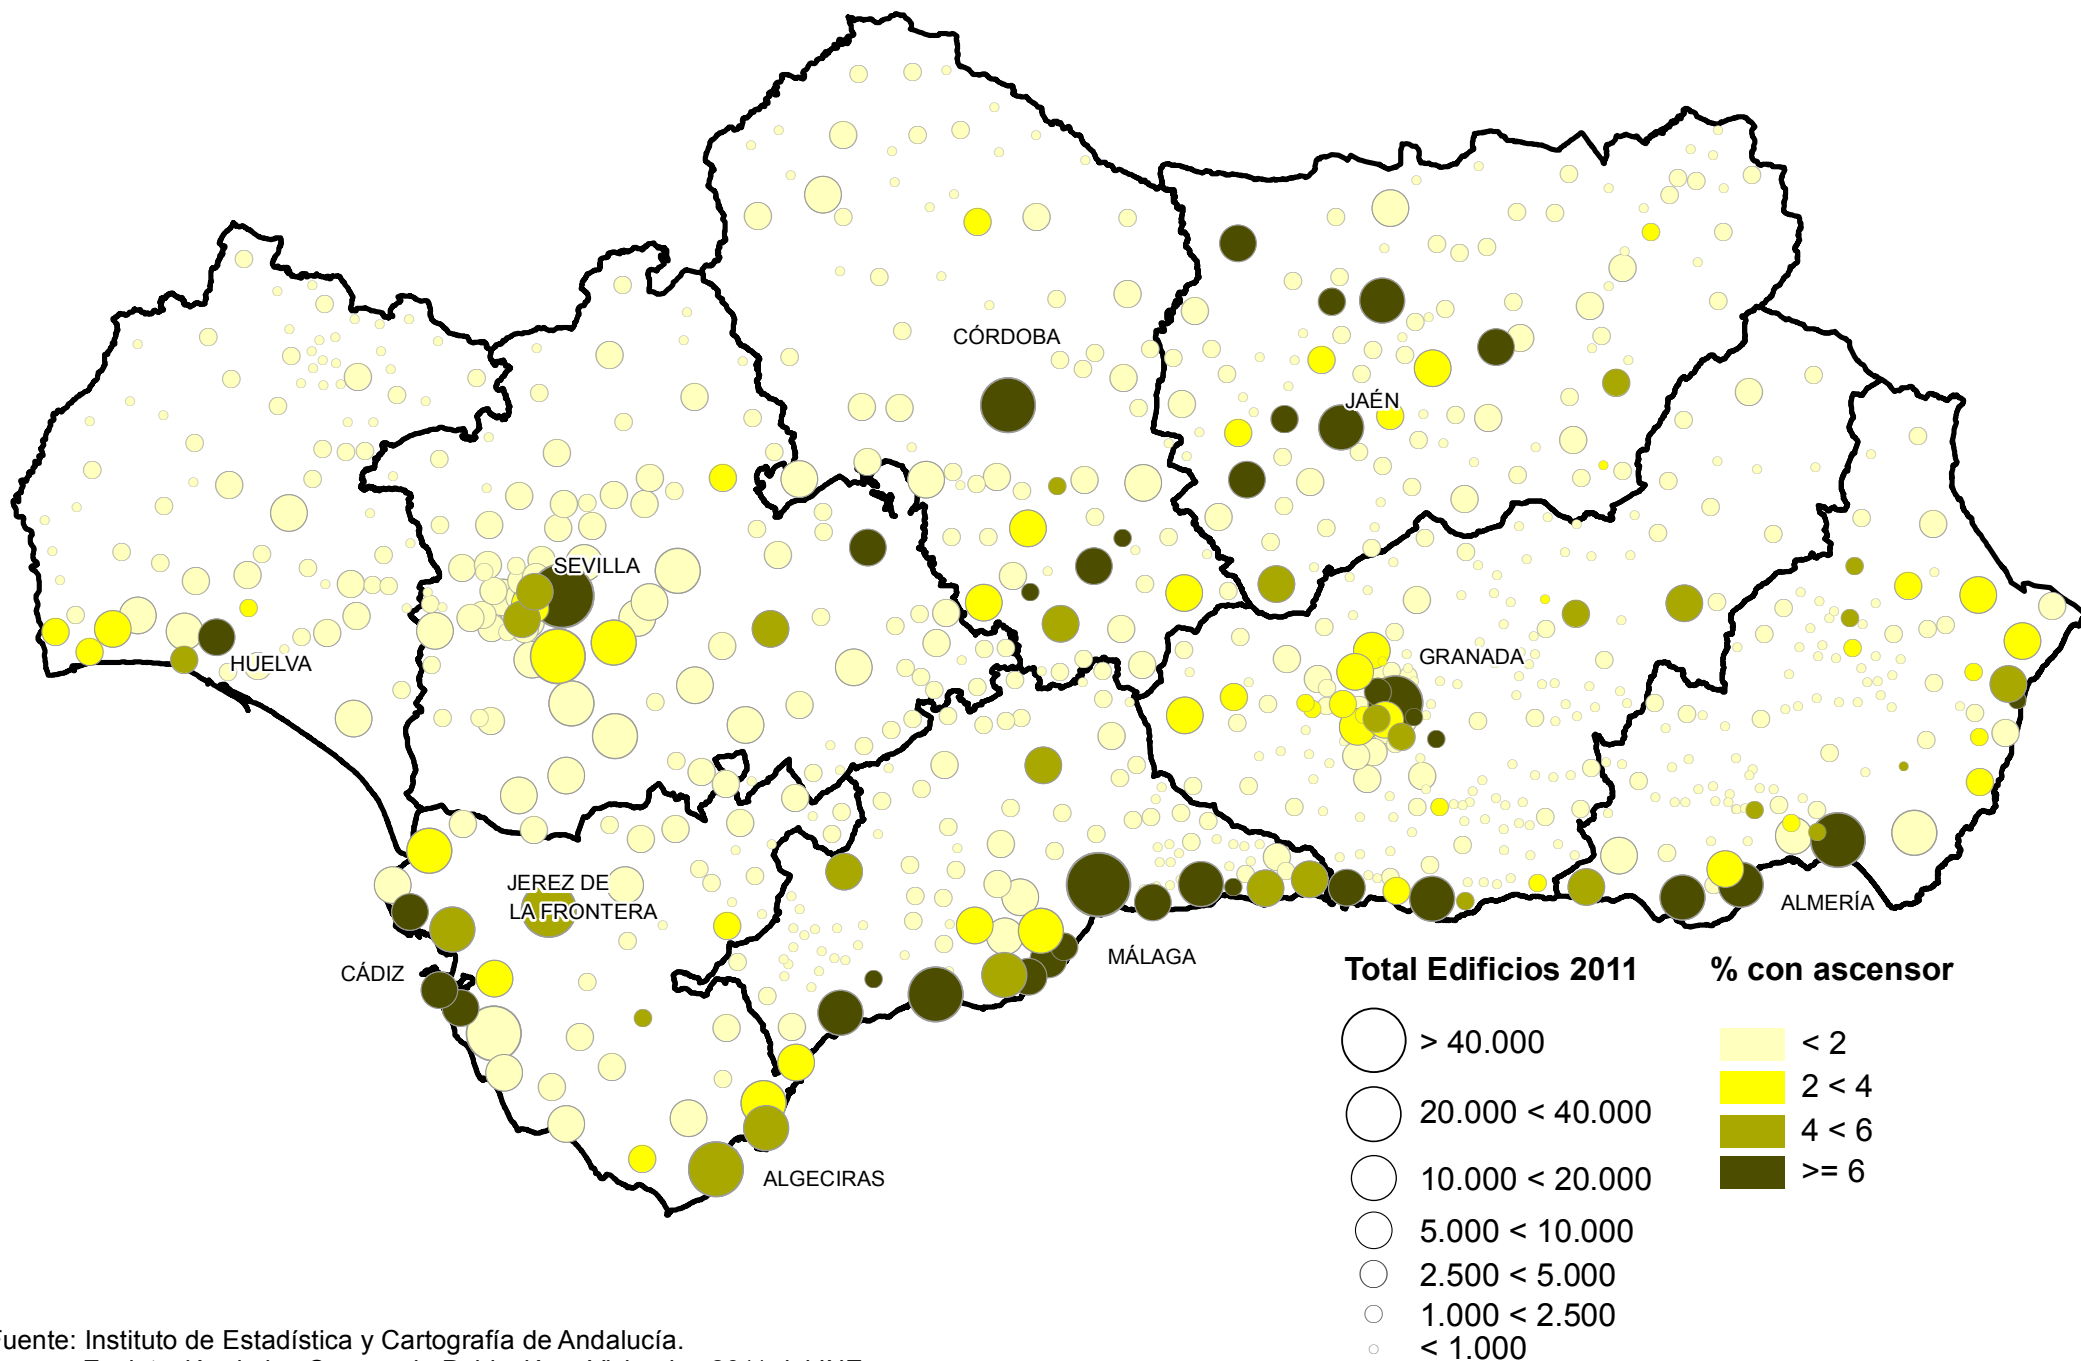 CÓRDOBA
JAÉN
SEVILLA
HUELVA
GRANADA
JEREZ DE
LA FRONTERA
ALMERÍA
CÁDIZ
MÁLAGA
ALGECIRAS
Total Edificios 2011
> 40.000
20.000 < 40.000
10.000 < 20.000
5.000 < 10.000
2.500 < 5.000
1.000 < 2.500
< 1.000
% con ascensor
< 2
2 < 4
4 < 6
>= 6
Fuente: Instituto de Estadística y Cartografía de Andalucía.